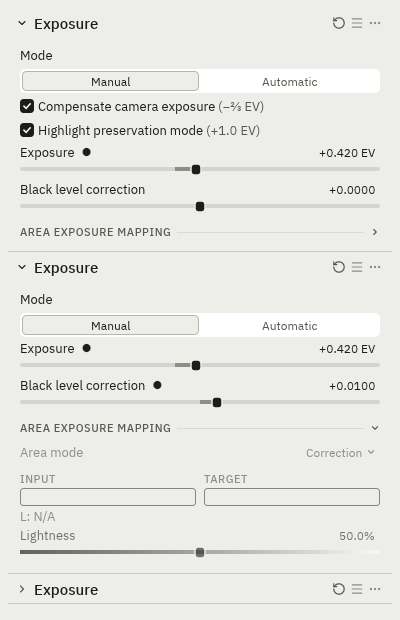 Exposure
Mode
Manual Automatic
Compensate camera exposure (−⅔ EV)
Highlight preservation mode (+1.0 EV)
Exposure +0.420 EV
Black level correction +0.0000
AREA EXPOSURE MAPPING
Exposure
Mode
Manual Automatic
Exposure +0.420 EV
Black level correction +0.0100
AREA EXPOSURE MAPPING
Area mode Correction
INPUT TARGET
L: N/A
Lightness 50.0%
Exposure